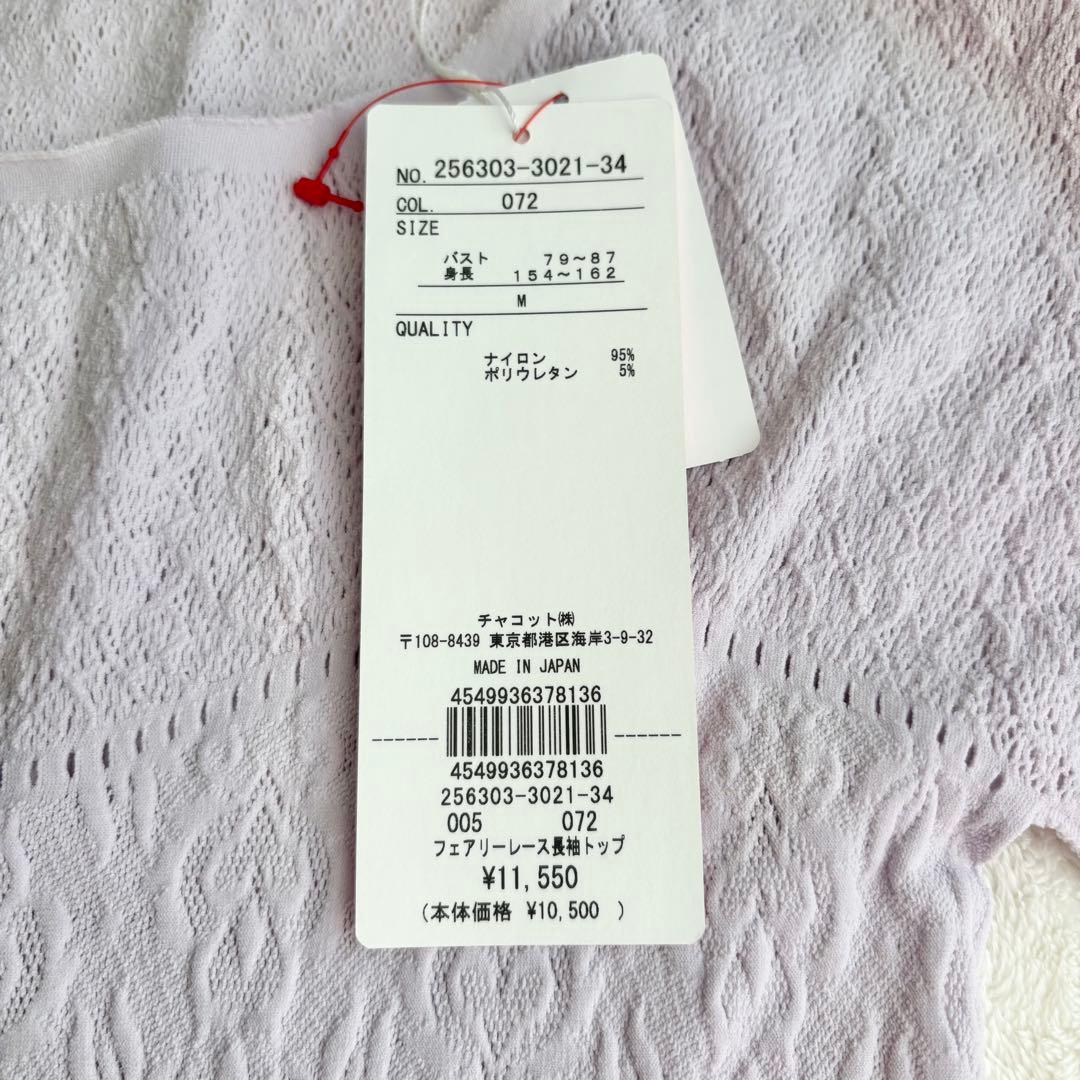 NO. 256303-3021-34
COL. 072
SIZE
バスト 79～87
身長 154～162
M
QUALITY
ナイロン 95%
ポリウレタン 5%
チャコット㈱
〒108-8439 東京都港区海岸3-9-32
MADE IN JAPAN
4549936378136
4549936378136
256303-3021-34
005 072
フェアリーレース長袖トップ
¥11,550
(本体価格 ¥10,500 )